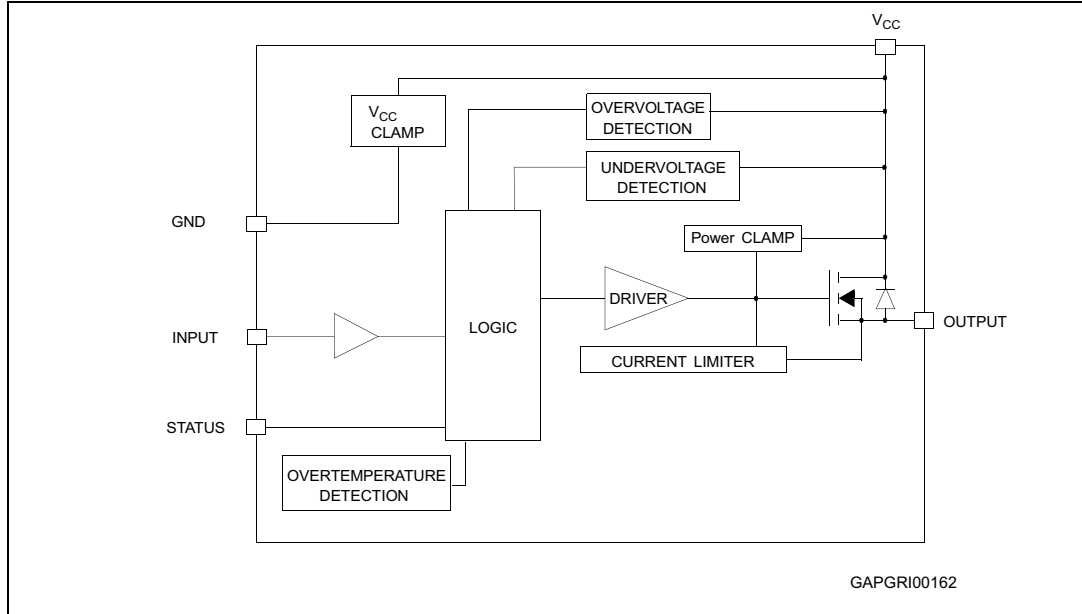 VCC
VCC
CLAMP
OVERVOLTAGE
DETECTION
UNDERVOLTAGE
DETECTION
GND
Power CLAMP
DRIVER
LOGIC
INPUT
OUTPUT
CURRENT LIMITER
STATUS
OVERTEMPERATURE
DETECTION
GAPGRI00162